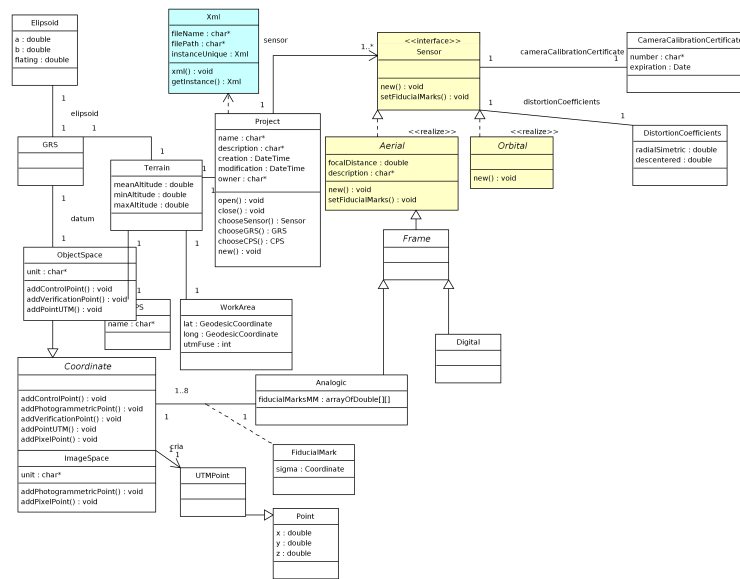 Elipsoid
a : double
b : double
flating : double
Xml
fileName : char*
filePath : char*
instanceUnique : Xml
xml() : void
getInstance() : Xml
sensor
1..*
<<interface>>
Sensor
new() : void
setFiducialMarks() : void
1
cameraCalibrationCertificate
1
CameraCalibrationCertificate
number : char*
expiration : Date
1
distortionCoefficients
1
DistortionCoefficients
radialSimetric : double
descentered : double
1
elipsoid
1
1
GRS
1
datum
1
Terrain
meanAltitude : double
minAltitude : double
maxAltitude : double
1
1
1
Project
name : char*
description : char*
creation : DateTime
modification : DateTime
owner : char*
open() : void
close() : void
chooseSensor() : Sensor
chooseGRS() : GRS
chooseCPS() : CPS
new() : void
1
<<realize>>
<<realize>>
Aerial
focalDistance : double
description : char*
new() : void
setFiducialMarks() : void
Orbital
new() : void
Frame
ObjectSpace
unit : char*
addControlPoint() : void
addVerificationPoint() : void
addPointUTM() : void
1
1
1
1
PS
name : char*
WorkArea
lat : GeodesicCoordinate
long : GeodesicCoordinate
utmFuse : int
Digital
Coordinate
addControlPoint() : void
addPhotogrammetricPoint() : void
addVerificationPoint() : void
addPointUTM() : void
addPixelPoint() : void
1..8
1
1
Analogic
fiducialMarksMM : arrayOfDouble[][]
FiducialMark
sigma : Coordinate
ImageSpace
unit : char*
addPhotogrammetricPoint() : void
addPixelPoint() : void
cria
1
1
UTMPoint
Point
x : double
y : double
z : double